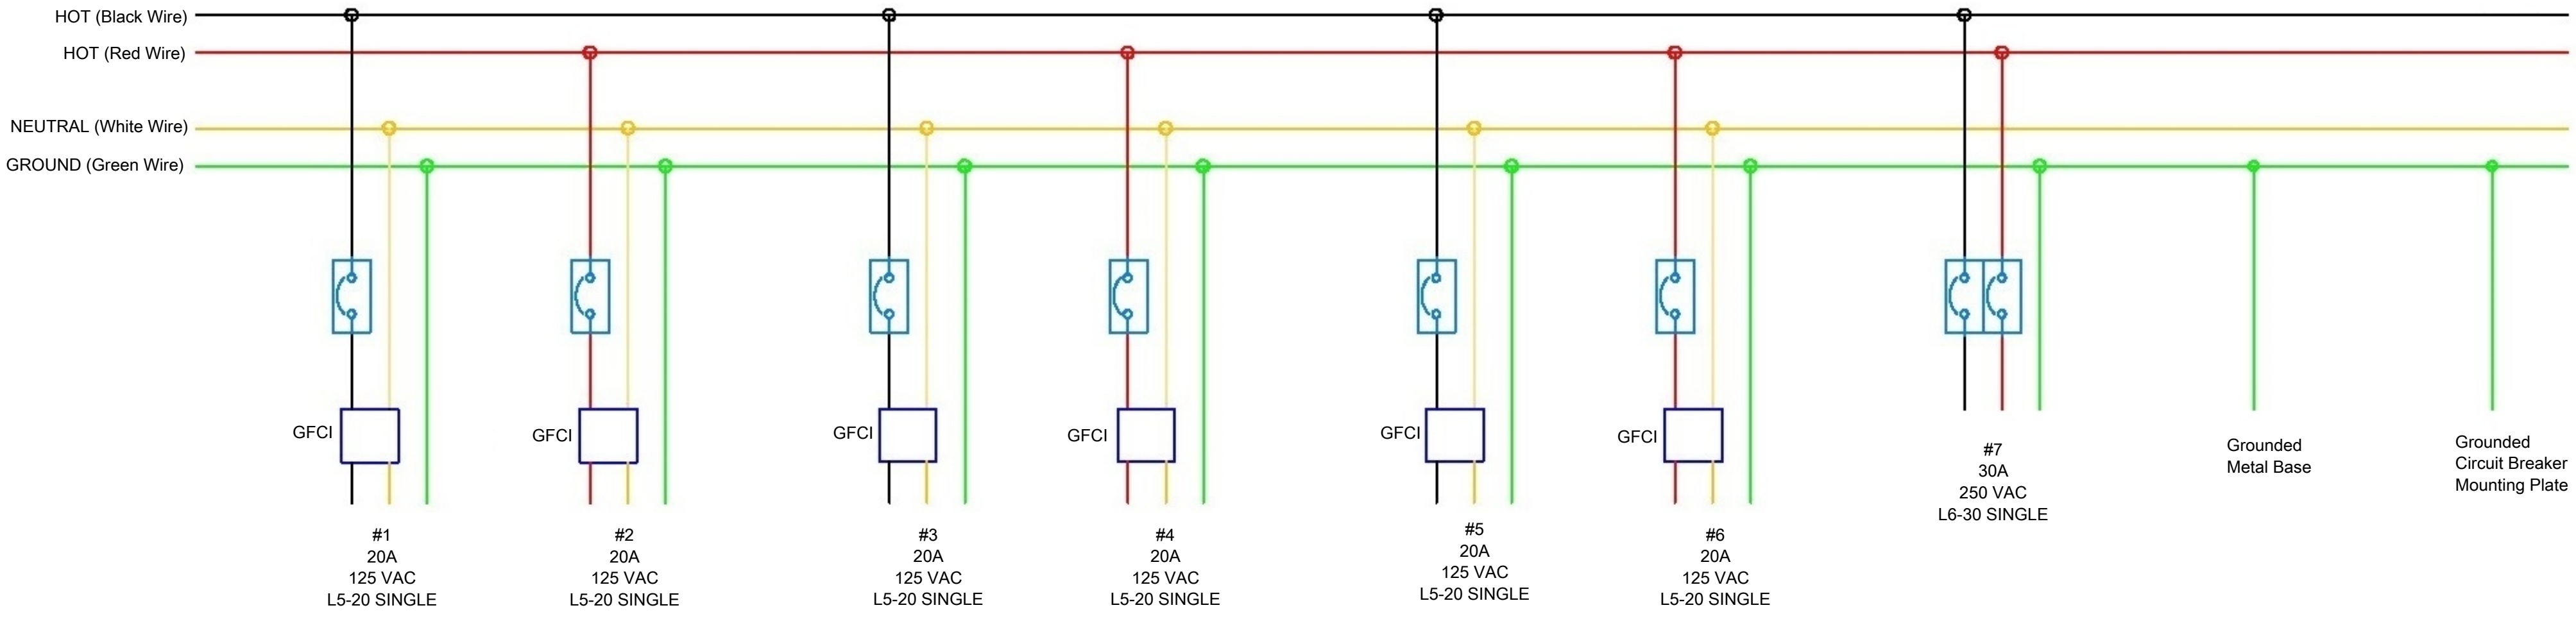 HOT (Black Wire)
HOT (Red Wire)
NEUTRAL (White Wire)
GROUND (Green Wire)
GFCI
GFCI
GFCI
GFCI
GFCI
GFCI
#1
20A
125 VAC
L5-20 SINGLE
#2
20A
125 VAC
L5-20 SINGLE
#3
20A
125 VAC
L5-20 SINGLE
#4
20A
125 VAC
L5-20 SINGLE
#5
20A
125 VAC
L5-20 SINGLE
#6
20A
125 VAC
L5-20 SINGLE
#7
30A
250 VAC
L6-30 SINGLE
Grounded
Metal Base
Grounded
Circuit Breaker
Mounting Plate